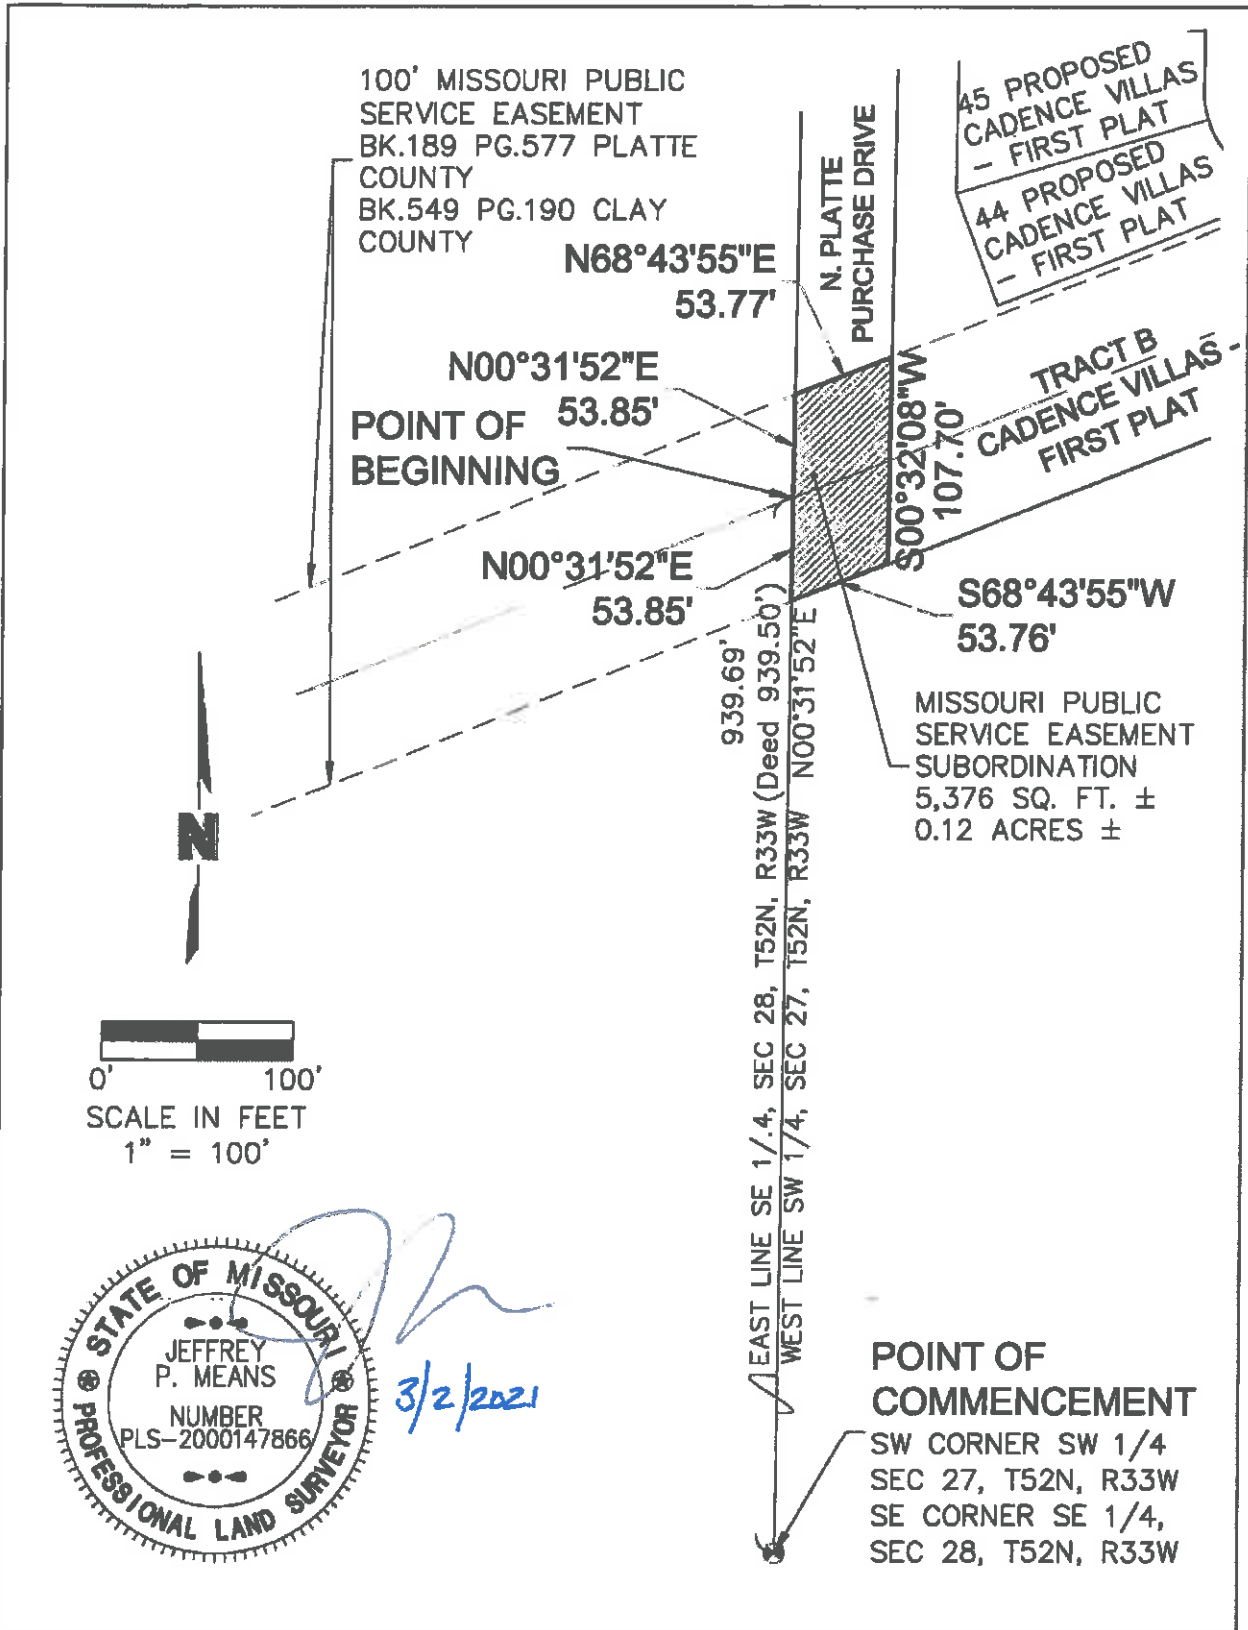 100' MISSOURI PUBLIC
SERVICE EASEMENT
BK.189 PG.577 PLATTE
COUNTY
BK.549 PG.190 CLAY
COUNTY
N. PLATTE
PURCHASE DRIVE
45 PROPOSED
CADENCE VILLAS
- FIRST PLAT
44 PROPOSED
CADENCE VILLAS
- FIRST PLAT
N68°43'55"E
53.77'
N00°31'52"E
53.85'
POINT OF
BEGINNING
TRACT B
CADENCE VILLAS -
FIRST PLAT
S00°32'08"W
107.70'
N00°31'52"E
53.85'
S68°43'55"W
53.76'
MISSOURI PUBLIC
SERVICE EASEMENT
SUBORDINATION
5,376 SQ. FT. ±
0.12 ACRES ±
939.69'
EAST LINE SE 1/.4, SEC 28, T52N, R33W (Deed 939.50')
WEST LINE SW 1/4, SEC 27, T52N, R33W N00°31'52"E
N
0' 100'
SCALE IN FEET
1" = 100'
STATE OF MISSOURI
JEFFREY
P. MEANS
NUMBER
PLS-2000147866
PROFESSIONAL LAND SURVEYOR
3/2/2021
POINT OF
COMMENCEMENT
SW CORNER SW 1/4
SEC 27, T52N, R33W
SE CORNER SE 1/4,
SEC 28, T52N, R33W